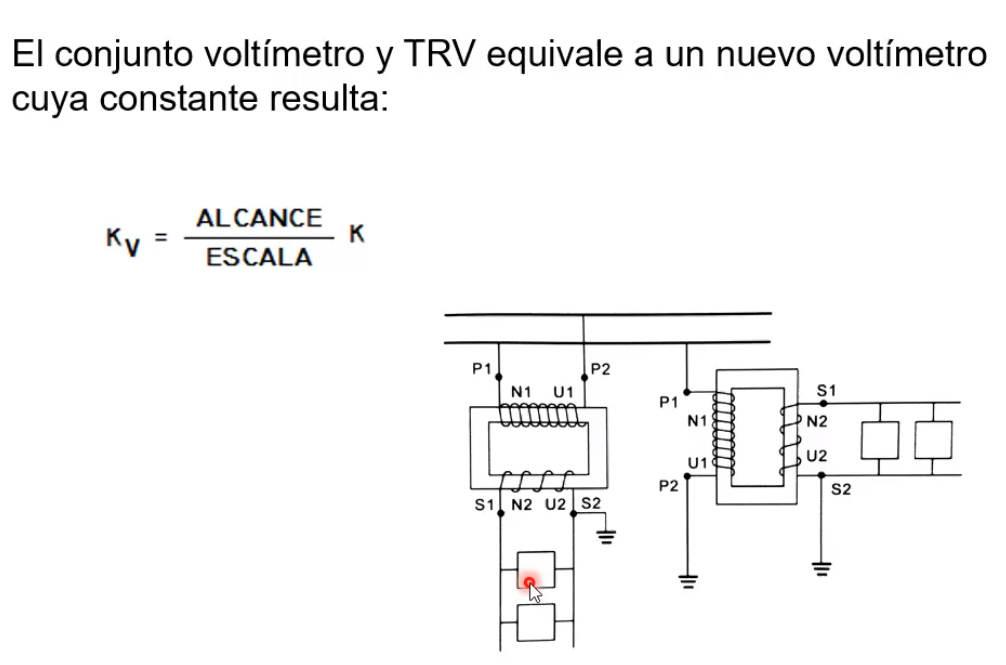 El conjunto voltímetro y TRV equivale a un nuevo voltímetro
cuya constante resulta:
K_V = ALCANCE / ESCALA K
P1 P2
N1 U1
S1 N2 U2 S2
P1 S1
N1 N2
U1 U2
P2 S2